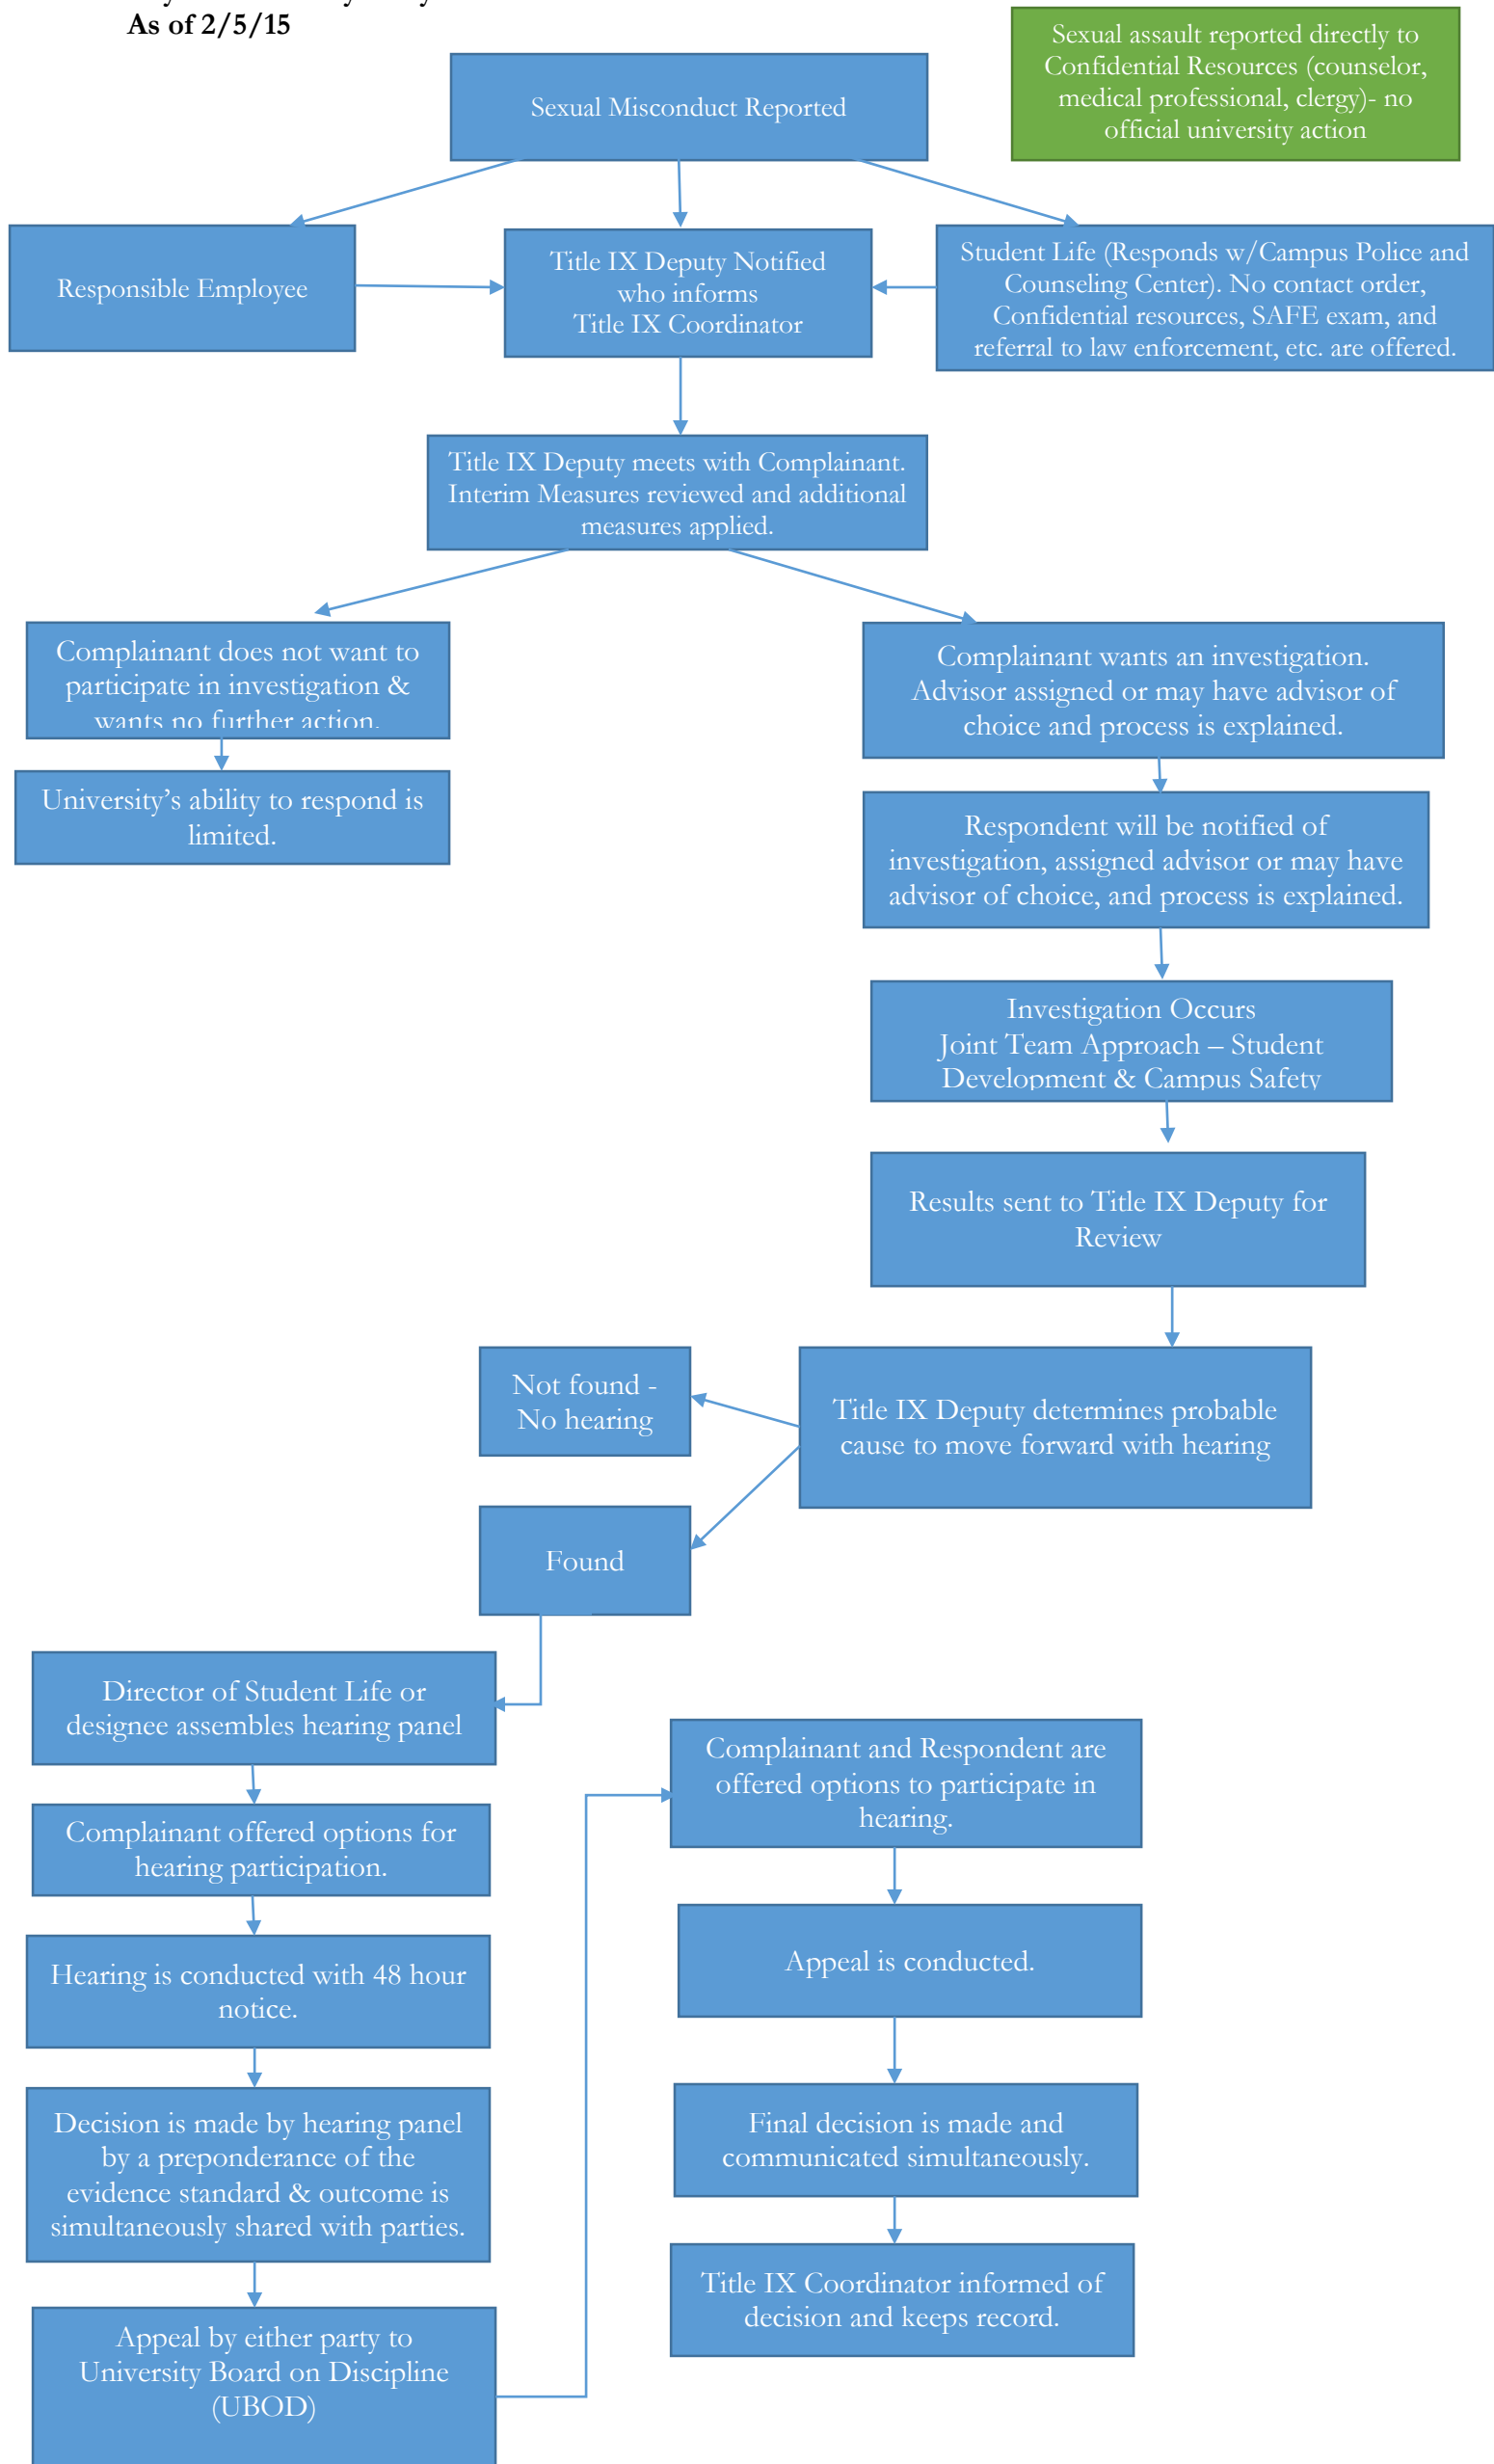 As of 2/5/15
Sexual assault reported directly to
Confidential Resources (counselor,
medical professional, clergy)- no
official university action
Sexual Misconduct Reported
Responsible Employee
Title IX Deputy Notified
who informs
Title IX Coordinator
Student Life (Responds w/Campus Police and
Counseling Center). No contact order,
Confidential resources, SAFE exam, and
referral to law enforcement, etc. are offered.
Title IX Deputy meets with Complainant.
Interim Measures reviewed and additional
measures applied.
Complainant does not want to
participate in investigation &
wants no further action.
University’s ability to respond is
limited.
Complainant wants an investigation.
Advisor assigned or may have advisor of
choice and process is explained.
Respondent will be notified of
investigation, assigned advisor or may have
advisor of choice, and process is explained.
Investigation Occurs
Joint Team Approach – Student
Development & Campus Safety
Results sent to Title IX Deputy for
Review
Title IX Deputy determines probable
cause to move forward with hearing
Not found -
No hearing
Found
Director of Student Life or
designee assembles hearing panel
Complainant offered options for
hearing participation.
Hearing is conducted with 48 hour
notice.
Decision is made by hearing panel
by a preponderance of the
evidence standard & outcome is
simultaneously shared with parties.
Appeal by either party to
University Board on Discipline
(UBOD)
Complainant and Respondent are
offered options to participate in
hearing.
Appeal is conducted.
Final decision is made and
communicated simultaneously.
Title IX Coordinator informed of
decision and keeps record.